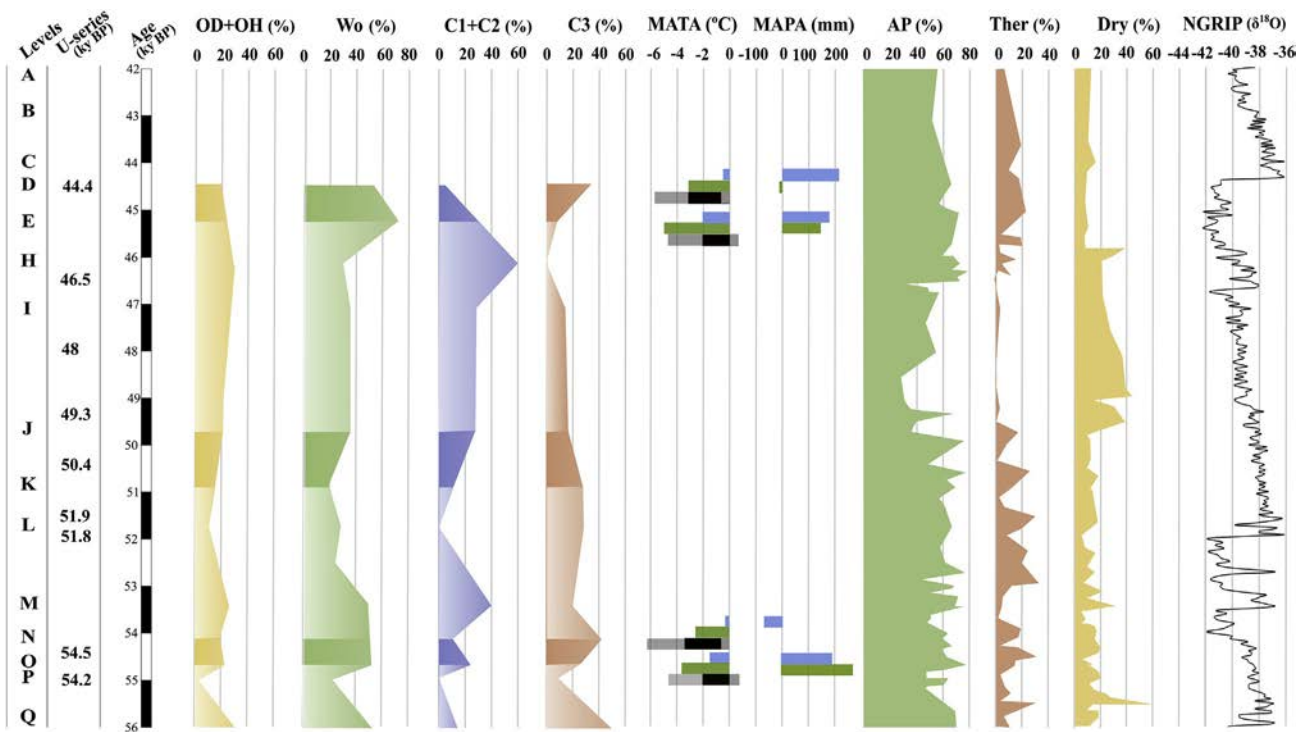 Levels U-series (ky BP) Age (ky BP) OD+OH (%) Wo (%) C1+C2 (%) C3 (%) MATA (ºC) MAPA (mm) AP (%) Ther (%) Dry (%) NGRIP (δ¹⁸O)
0 20 40 60 0 20 40 60 80 0 20 40 60 0 20 40 60 -6 -4 -2 0 -100 0 100 200 0 20 40 60 80 0 20 40 60 0 20 40 60 80 -44 -42 -40 -38 -36
A 42
B 43
C 44
D 44.4
45
E
46
H
46.5
I 47
48 48
49
49.3
J
50
50.4
K
51
L 51.9
51.8
52
53
M
54
N
O 54.5
P 54.2 55
Q
56